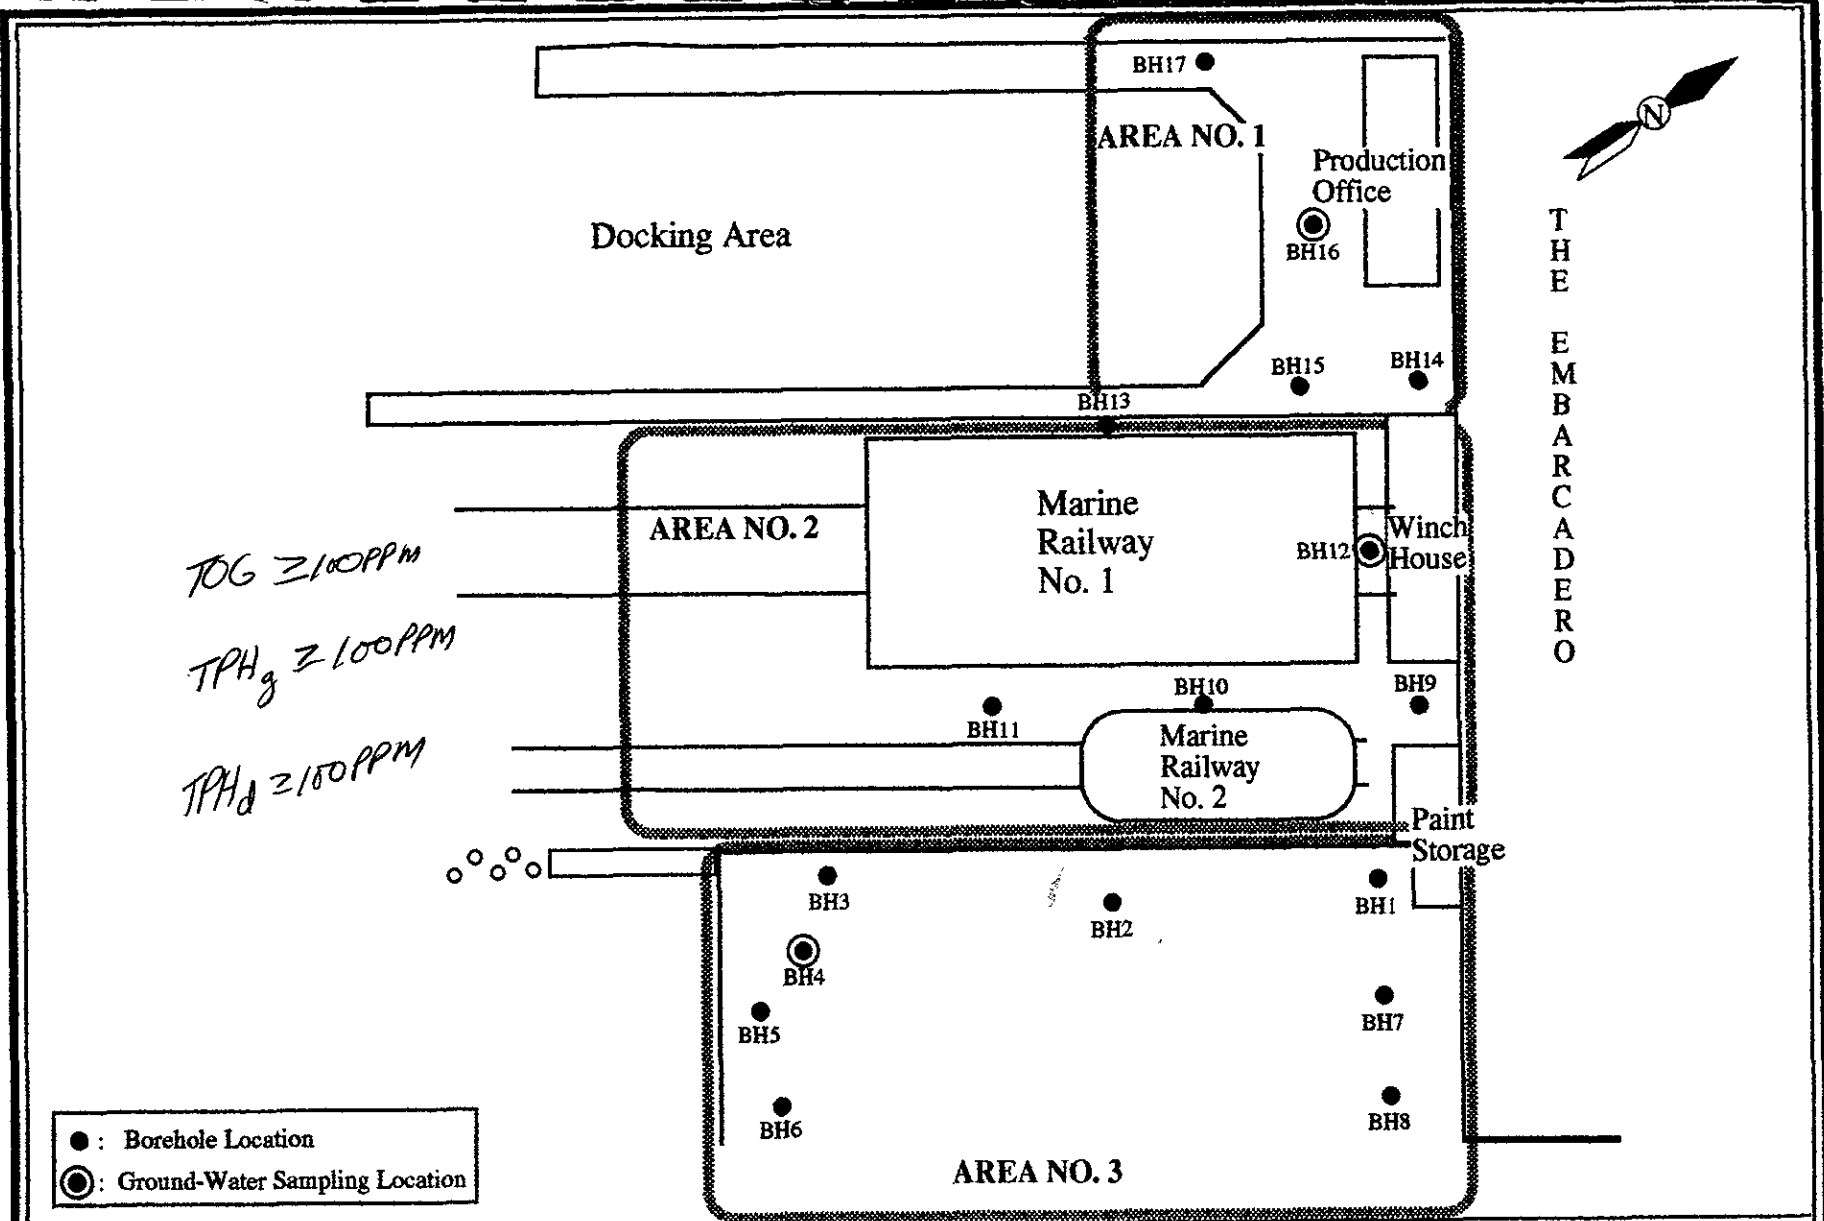 BH17
AREA NO. 1
Production
Office
N
Docking Area
BH16
THE EMBARCADERO
BH15
BH14
BH13
Marine
Railway
No. 1
AREA NO. 2
BH12
Winch
House
TOG ≥100PPM
TPHg ≥100PPM
BH10
BH9
BH11
Marine
Railway
No. 2
TPHd ≥100PPM
Paint
Storage
BH3
BH2
BH1
BH4
BH5
BH7
BH6
BH8
● : Borehole Location
: Ground-Water Sampling Location
AREA NO. 3